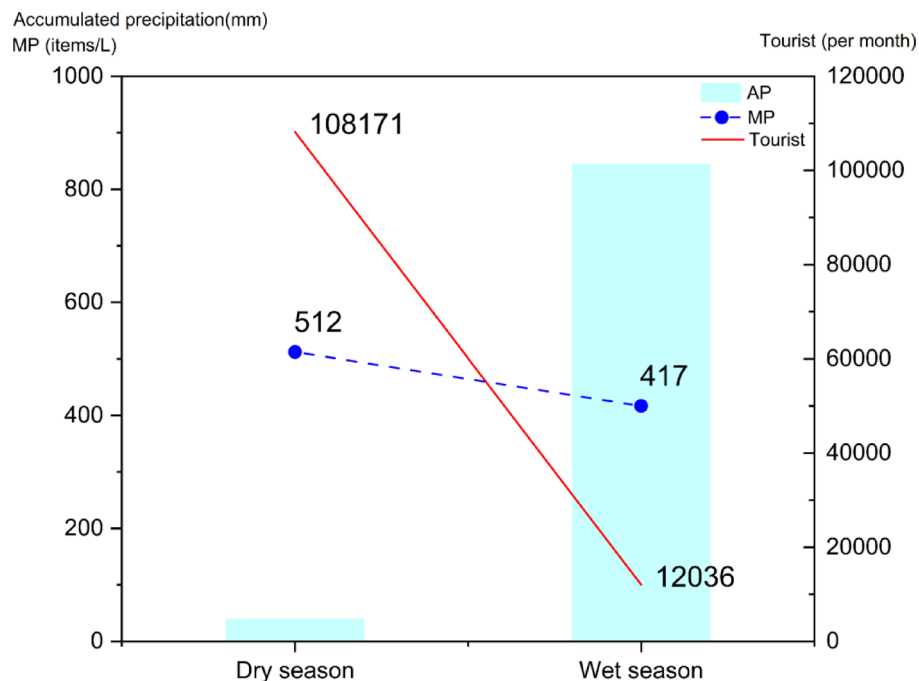 Accumulated precipitation(mm)
MP (items/L)
Tourist (per month)
1000
120000
AP
MP
Tourist
108171
100000
800
80000
600
512
60000
417
400
40000
200
20000
12036
0
0
Dry season
Wet season